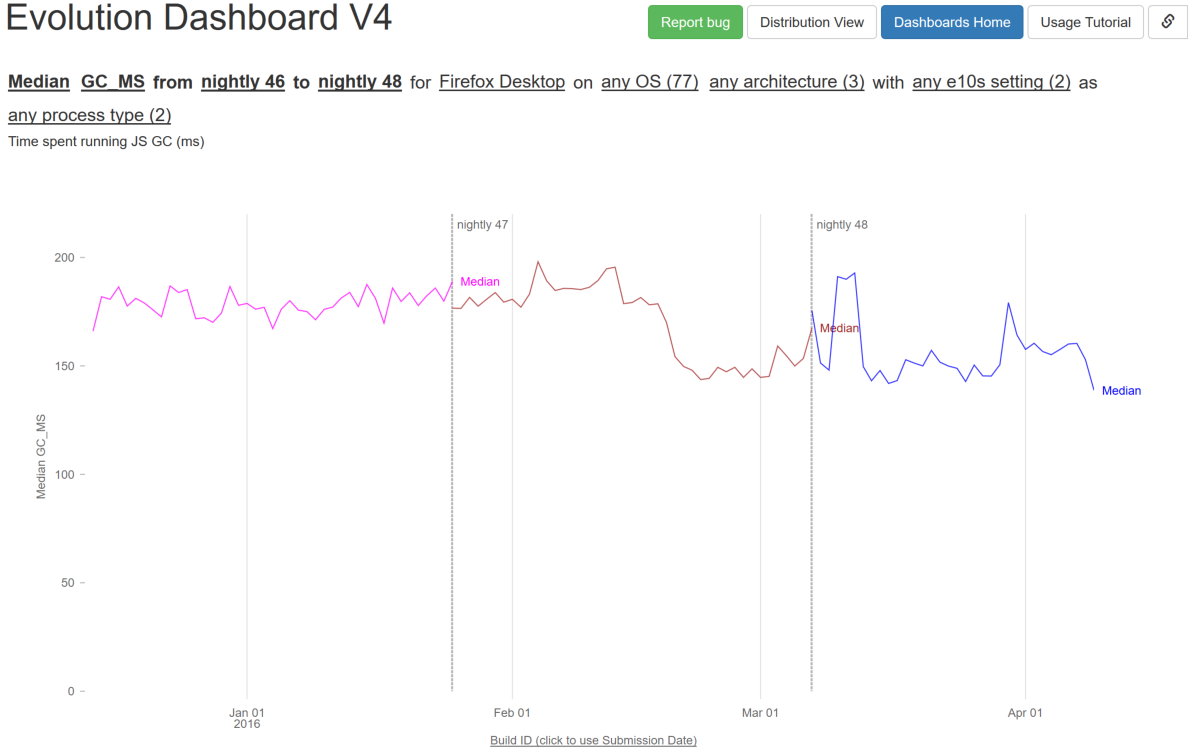 Evolution Dashboard V4
Report bug
Distribution View
Dashboards Home
Usage Tutorial
Median GC_MS from nightly 46 to nightly 48 for Firefox Desktop on any OS (77) any architecture (3) with any e10s setting (2) as
any process type (2)
Time spent running JS GC (ms)
nightly 47
nightly 48
200
Median
Median
150
Median
Median GC_MS
100
50
0
Jan 01
2016
Feb 01
Mar 01
Apr 01
Build ID (click to use Submission Date)